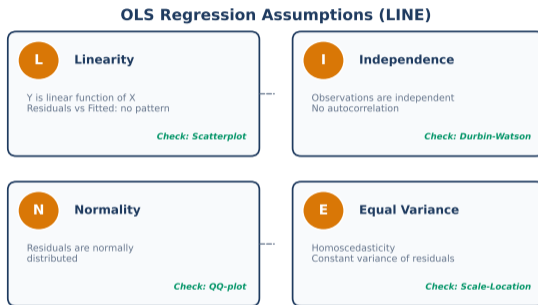 OLS Regression Assumptions (LINE)
L Linearity
Y is linear function of X
Residuals vs Fitted: no pattern
Check: Scatterplot
I Independence
Observations are independent
No autocorrelation
Check: Durbin-Watson
N Normality
Residuals are normally
distributed
Check: QQ-plot
E Equal Variance
Homoscedasticity
Constant variance of residuals
Check: Scale-Location